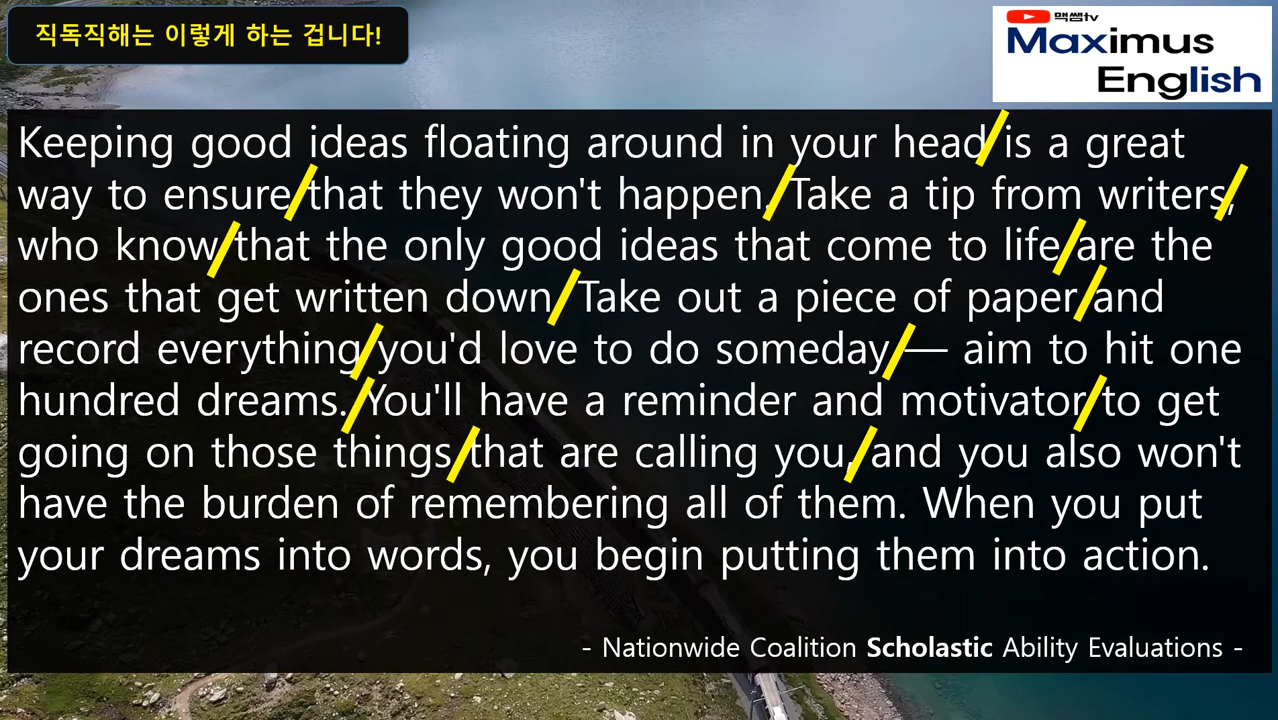 직독직해는 이렇게 하는 겁니다!
맥쌤tv
Maximus
English
Keeping good ideas floating around in your head is a great
way to ensure that they won't happen. Take a tip from writers,
who know that the only good ideas that come to life are the
ones that get written down. Take out a piece of paper and
record everything you'd love to do someday — aim to hit one
hundred dreams. You'll have a reminder and motivator to get
going on those things that are calling you, and you also won't
have the burden of remembering all of them. When you put
your dreams into words, you begin putting them into action.
- Nationwide Coalition Scholastic Ability Evaluations -